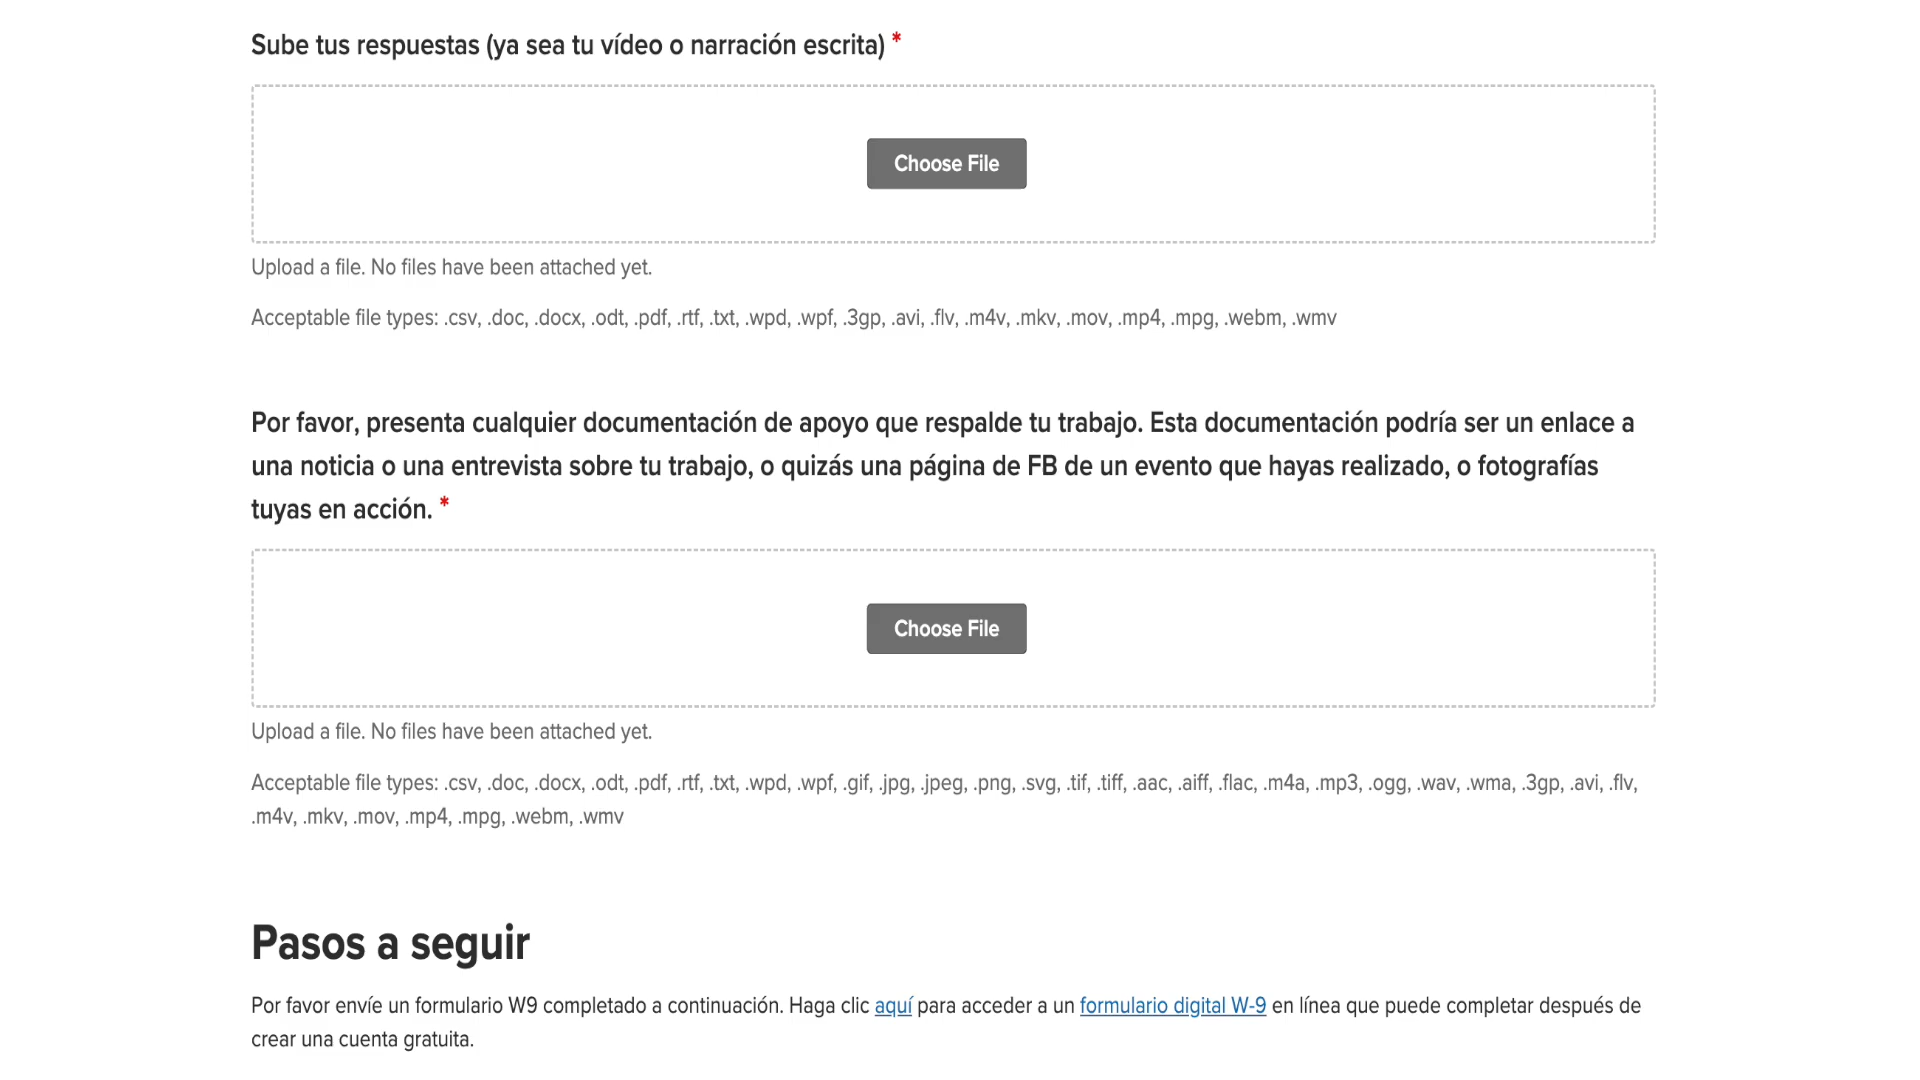 Sube tus respuestas (ya sea tu vídeo o narración escrita) *
Choose File
Upload a file. No files have been attached yet.
Acceptable file types: .csv, .doc, .docx, .odt, .pdf, .rtf, .txt, .wpd, .wpf, .3gp, .avi, .flv, .m4v, .mkv, .mov, .mp4, .mpg, .webm, .wmv
Por favor, presenta cualquier documentación de apoyo que respalde tu trabajo. Esta documentación podría ser un enlace a
una noticia o una entrevista sobre tu trabajo, o quizás una página de FB de un evento que hayas realizado, o fotografías
tuyas en acción. *
Choose File
Upload a file. No files have been attached yet.
Acceptable file types: .csv, .doc, .docx, .odt, .pdf, .rtf, .txt, .wpd, .wpf, .gif, .jpg, .jpeg, .png, .svg, .tif, .tiff, .aac, .aiff, .flac, .m4a, .mp3, .ogg, .wav, .wma, .3gp, .avi, .flv,
.m4v, .mkv, .mov, .mp4, .mpg, .webm, .wmv
Pasos a seguir
Por favor envíe un formulario W9 completado a continuación. Haga clic aquí para acceder a un formulario digital W-9 en línea que puede completar después de
crear una cuenta gratuita.